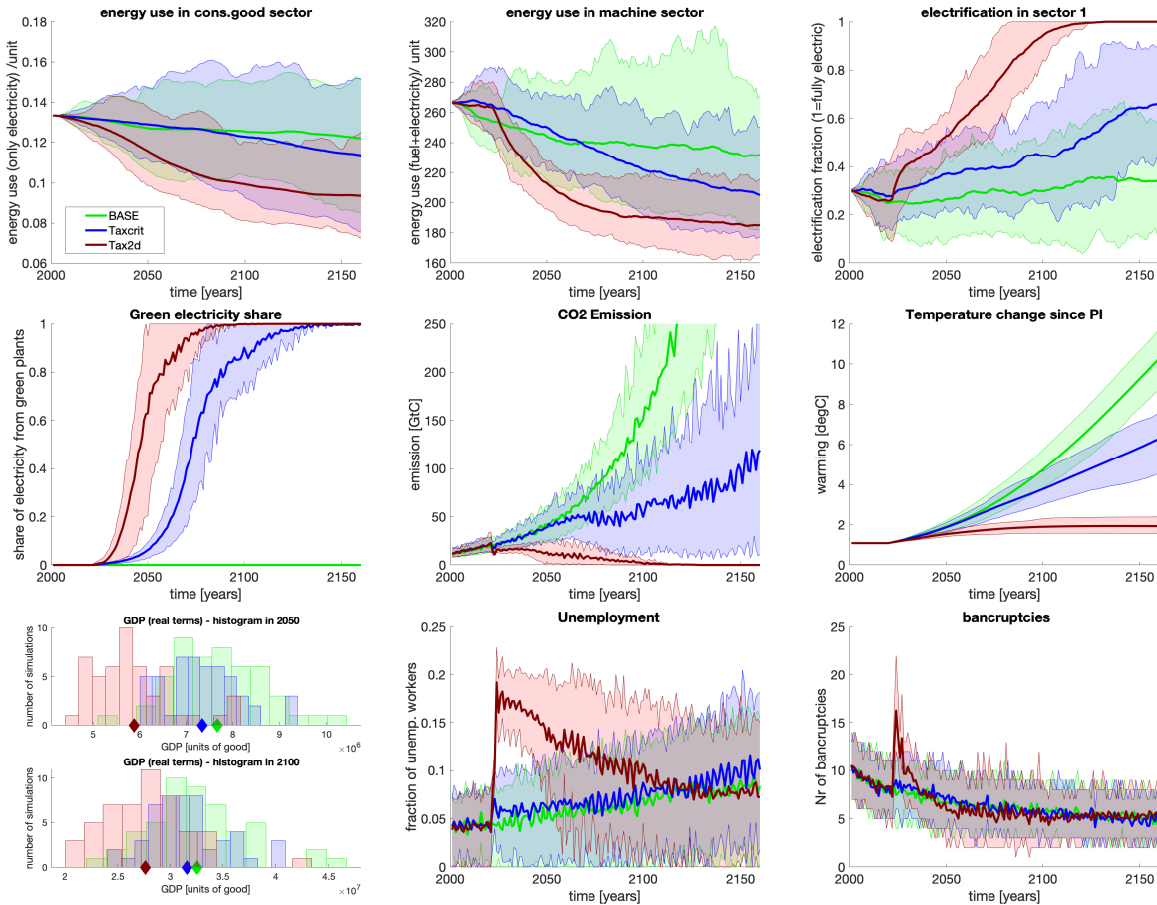 energy use in cons.good sector
energy use (only electricity) /unit
0.18
0.16
0.14
0.12
0.1
0.08
0.06
BASE
Taxcrit
Tax2d
2000 2050 2100 2150
time [years]
energy use in machine sector
energy use (fuel+electricity)/ unit
320
300
280
260
240
220
200
180
160
2000 2050 2100 2150
time [years]
electrification in sector 1
electrification fraction (1=fully electric)
1
0.8
0.6
0.4
0.2
0
2000 2050 2100 2150
time [years]
Green electricity share
share of electricity from green plants
1
0.8
0.6
0.4
0.2
0
2000 2050 2100 2150
time [years]
CO2 Emission
emission [GtC]
250
200
150
100
50
0
2000 2050 2100 2150
time [years]
Temperature change since PI
warming [degC]
12
10
8
6
4
2
0
2000 2050 2100 2150
time [years]
GDP (real terms) - histogram in 2050
number of simulations
10
5
0
5 6 7 8 9 10
×10⁶
GDP [units of good]
GDP (real terms) - histogram in 2100
number of simulations
10
5
0
2 2.5 3 3.5 4 4.5
×10⁷
GDP [units of good]
Unemployment
fraction of unemp. workers
0.25
0.2
0.15
0.1
0.05
0
2000 2050 2100 2150
time [years]
bancruptcies
Nr of bancruptcies
25
20
15
10
5
0
2000 2050 2100 2150
time [years]